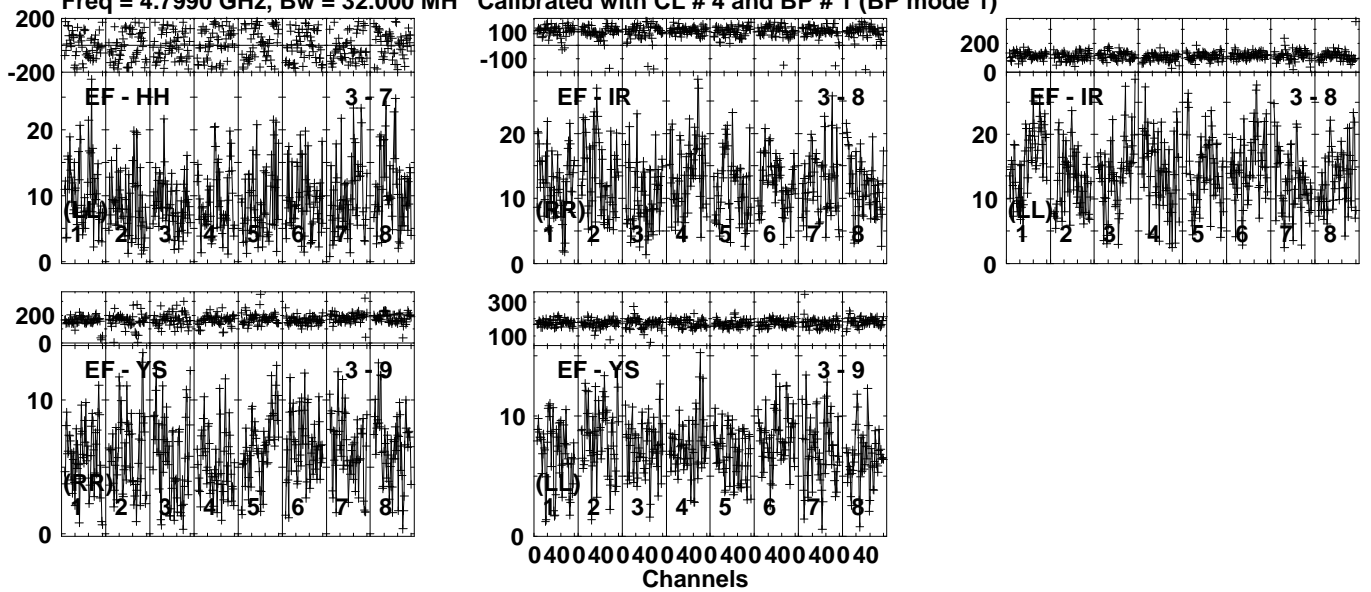 Freq = 4.7990 GHz, Bw = 32.000 MH Calibrated with CL # 4 and BP # 1 (BP mode 1)
200
-200
EF - HH 3 - 7
20
10
0
(LL)
1 2 3 4 5 6 7 8
100
-100
EF - IR 3 - 8
20
10
0
(RR)
1 2 3 4 5 6 7 8
200
0
EF - IR 3 - 8
20
10
0
(LL)
1 2 3 4 5 6 7 8
200
0
EF - YS 3 - 9
10
0
(RR)
1 2 3 4 5 6 7 8
300
100
EF - YS 3 - 9
10
0
(LL)
1 2 3 4 5 6 7 8
0 40 0 40 0 40 0 40 0 40 0 40 0 40 0 40
Channels